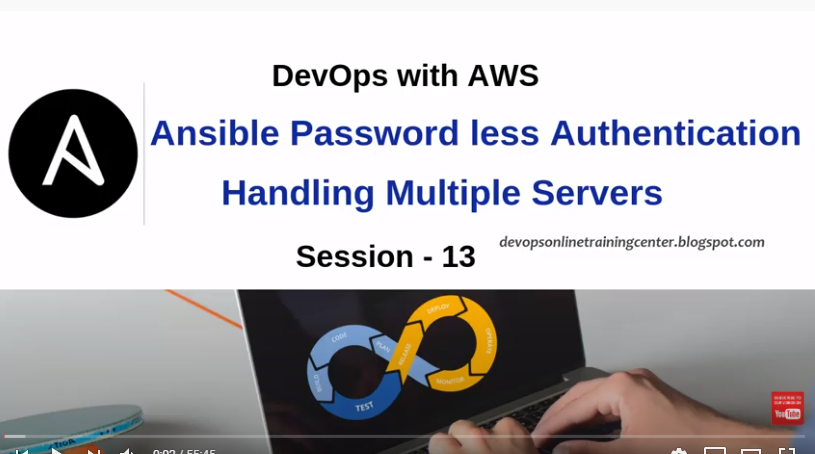 DevOps with AWS
Ansible Password less Authentication
Handling Multiple Servers
Session - 13
devopsonlinetrainingcenter.blogspot.com
CODE
PLAN
BUILD
TEST
RELEASE
DEPLOY
OPERATE
MONITOR
YouTube
0:02 / 55:45